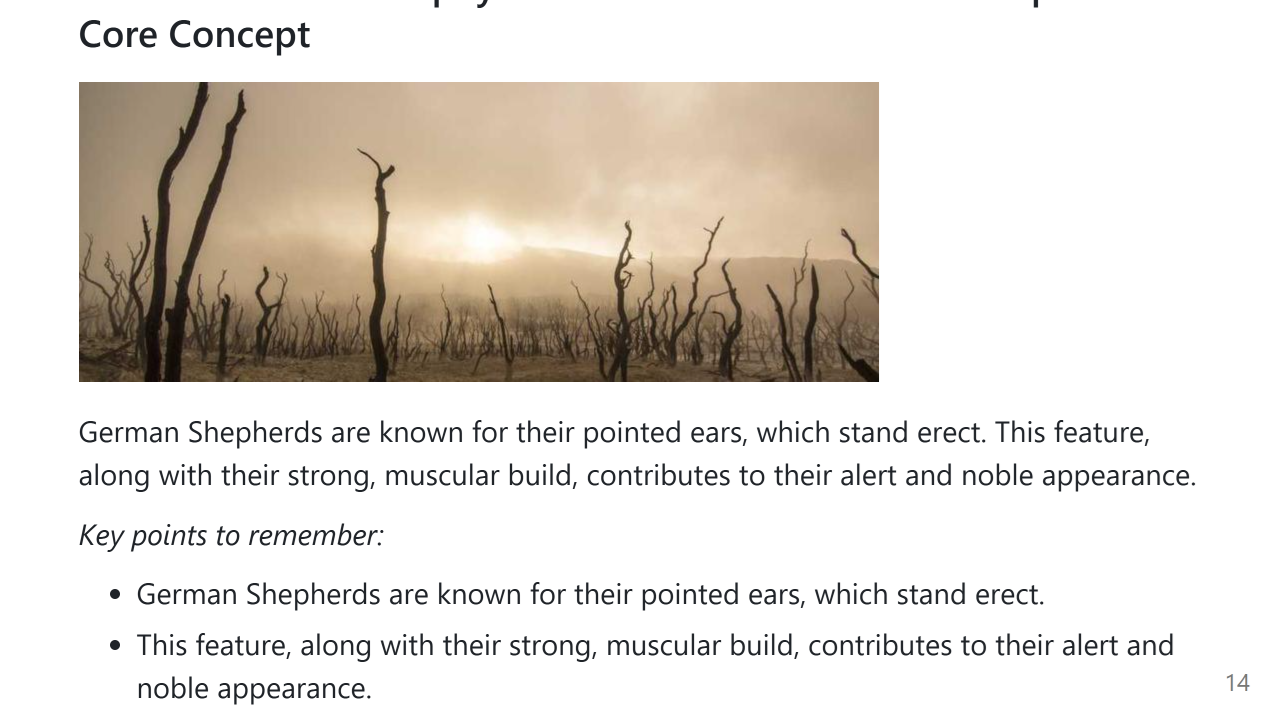 Core Concept
German Shepherds are known for their pointed ears, which stand erect. This feature,
along with their strong, muscular build, contributes to their alert and noble appearance.
Key points to remember:
• German Shepherds are known for their pointed ears, which stand erect.
• This feature, along with their strong, muscular build, contributes to their alert and
noble appearance.
14